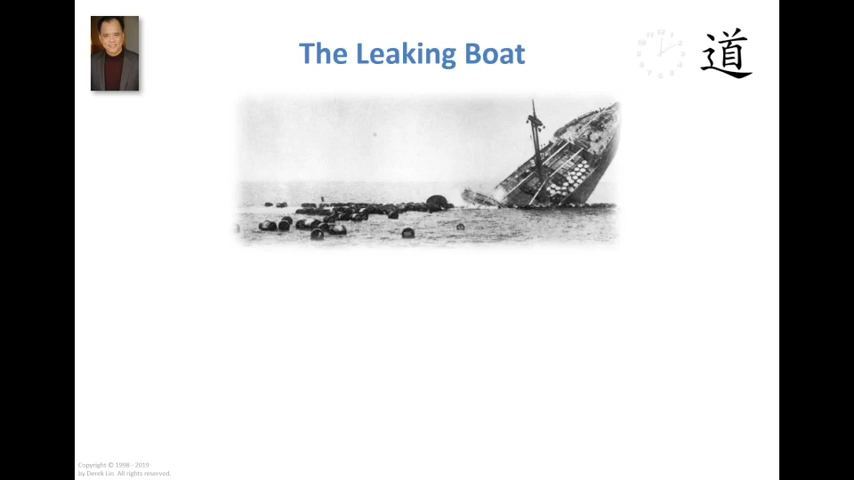 The Leaking Boat
道
Copyright © 1998 - 2019
by Derek Lin. All rights reserved.